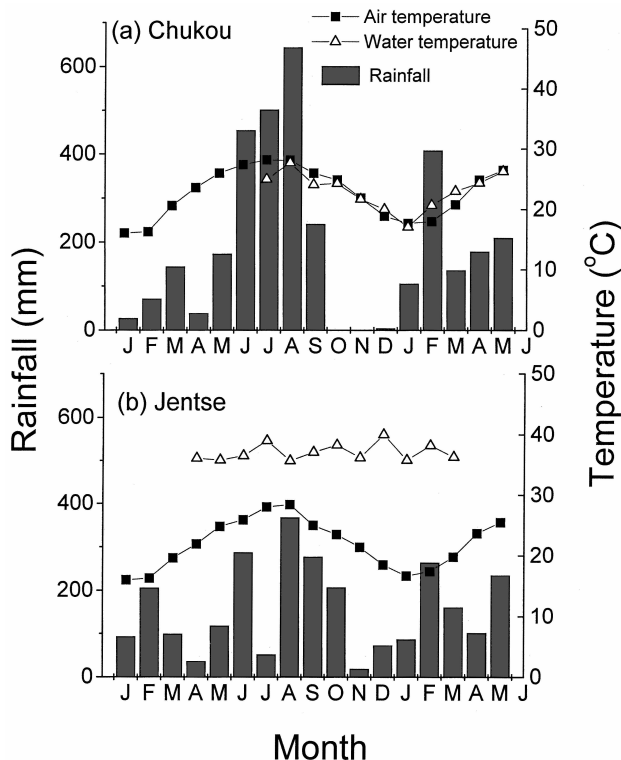 (a) Chukou
Air temperature
Water temperature
Rainfall
600
400
200
0
50
40
30
20
10
0
J F M A M J J A S O N D J F M A M J
(b) Jentse
600
400
200
0
50
40
30
20
10
0
J F M A M J J A S O N D J F M A M J
Rainfall (mm)
Temperature (°C)
Month